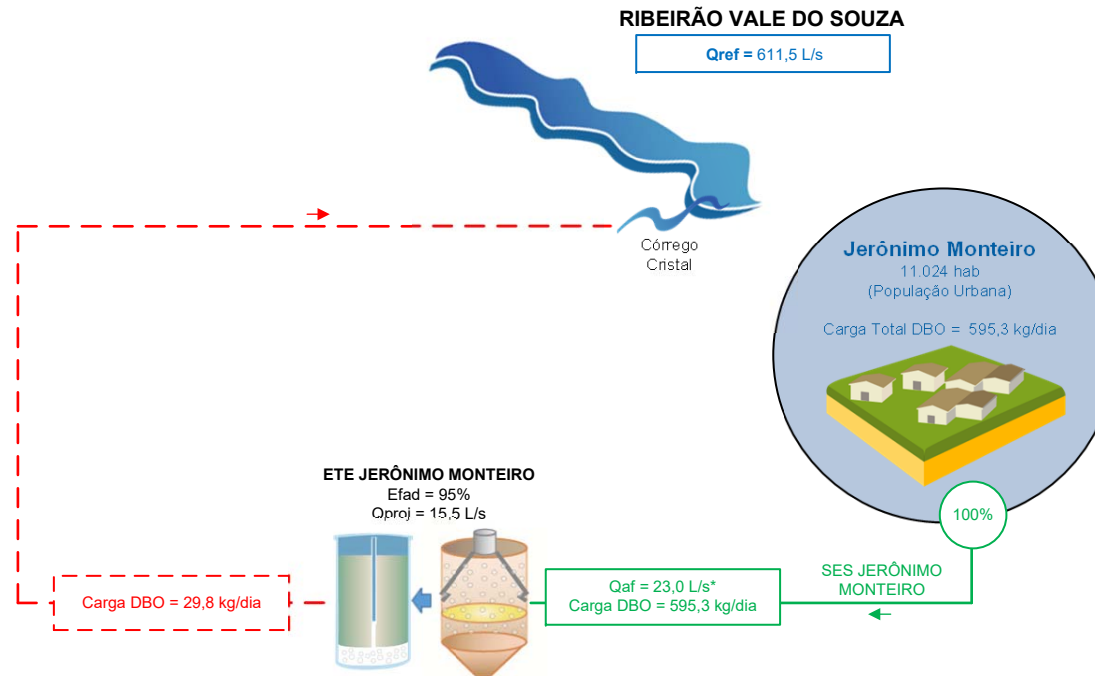 RIBEIRÃO VALE DO SOUZA
Qref = 611,5 L/s
Córrego
Cristal
Jerônimo Monteiro
11.024 hab
(População Urbana)
Carga Total DBO = 595,3 kg/dia
100%
ETE JERÔNIMO MONTEIRO
Efad = 95%
Qproj = 15,5 L/s
SES JERÔNIMO
MONTEIRO
Qaf = 23,0 L/s*
Carga DBO = 595,3 kg/dia
Carga DBO = 29,8 kg/dia